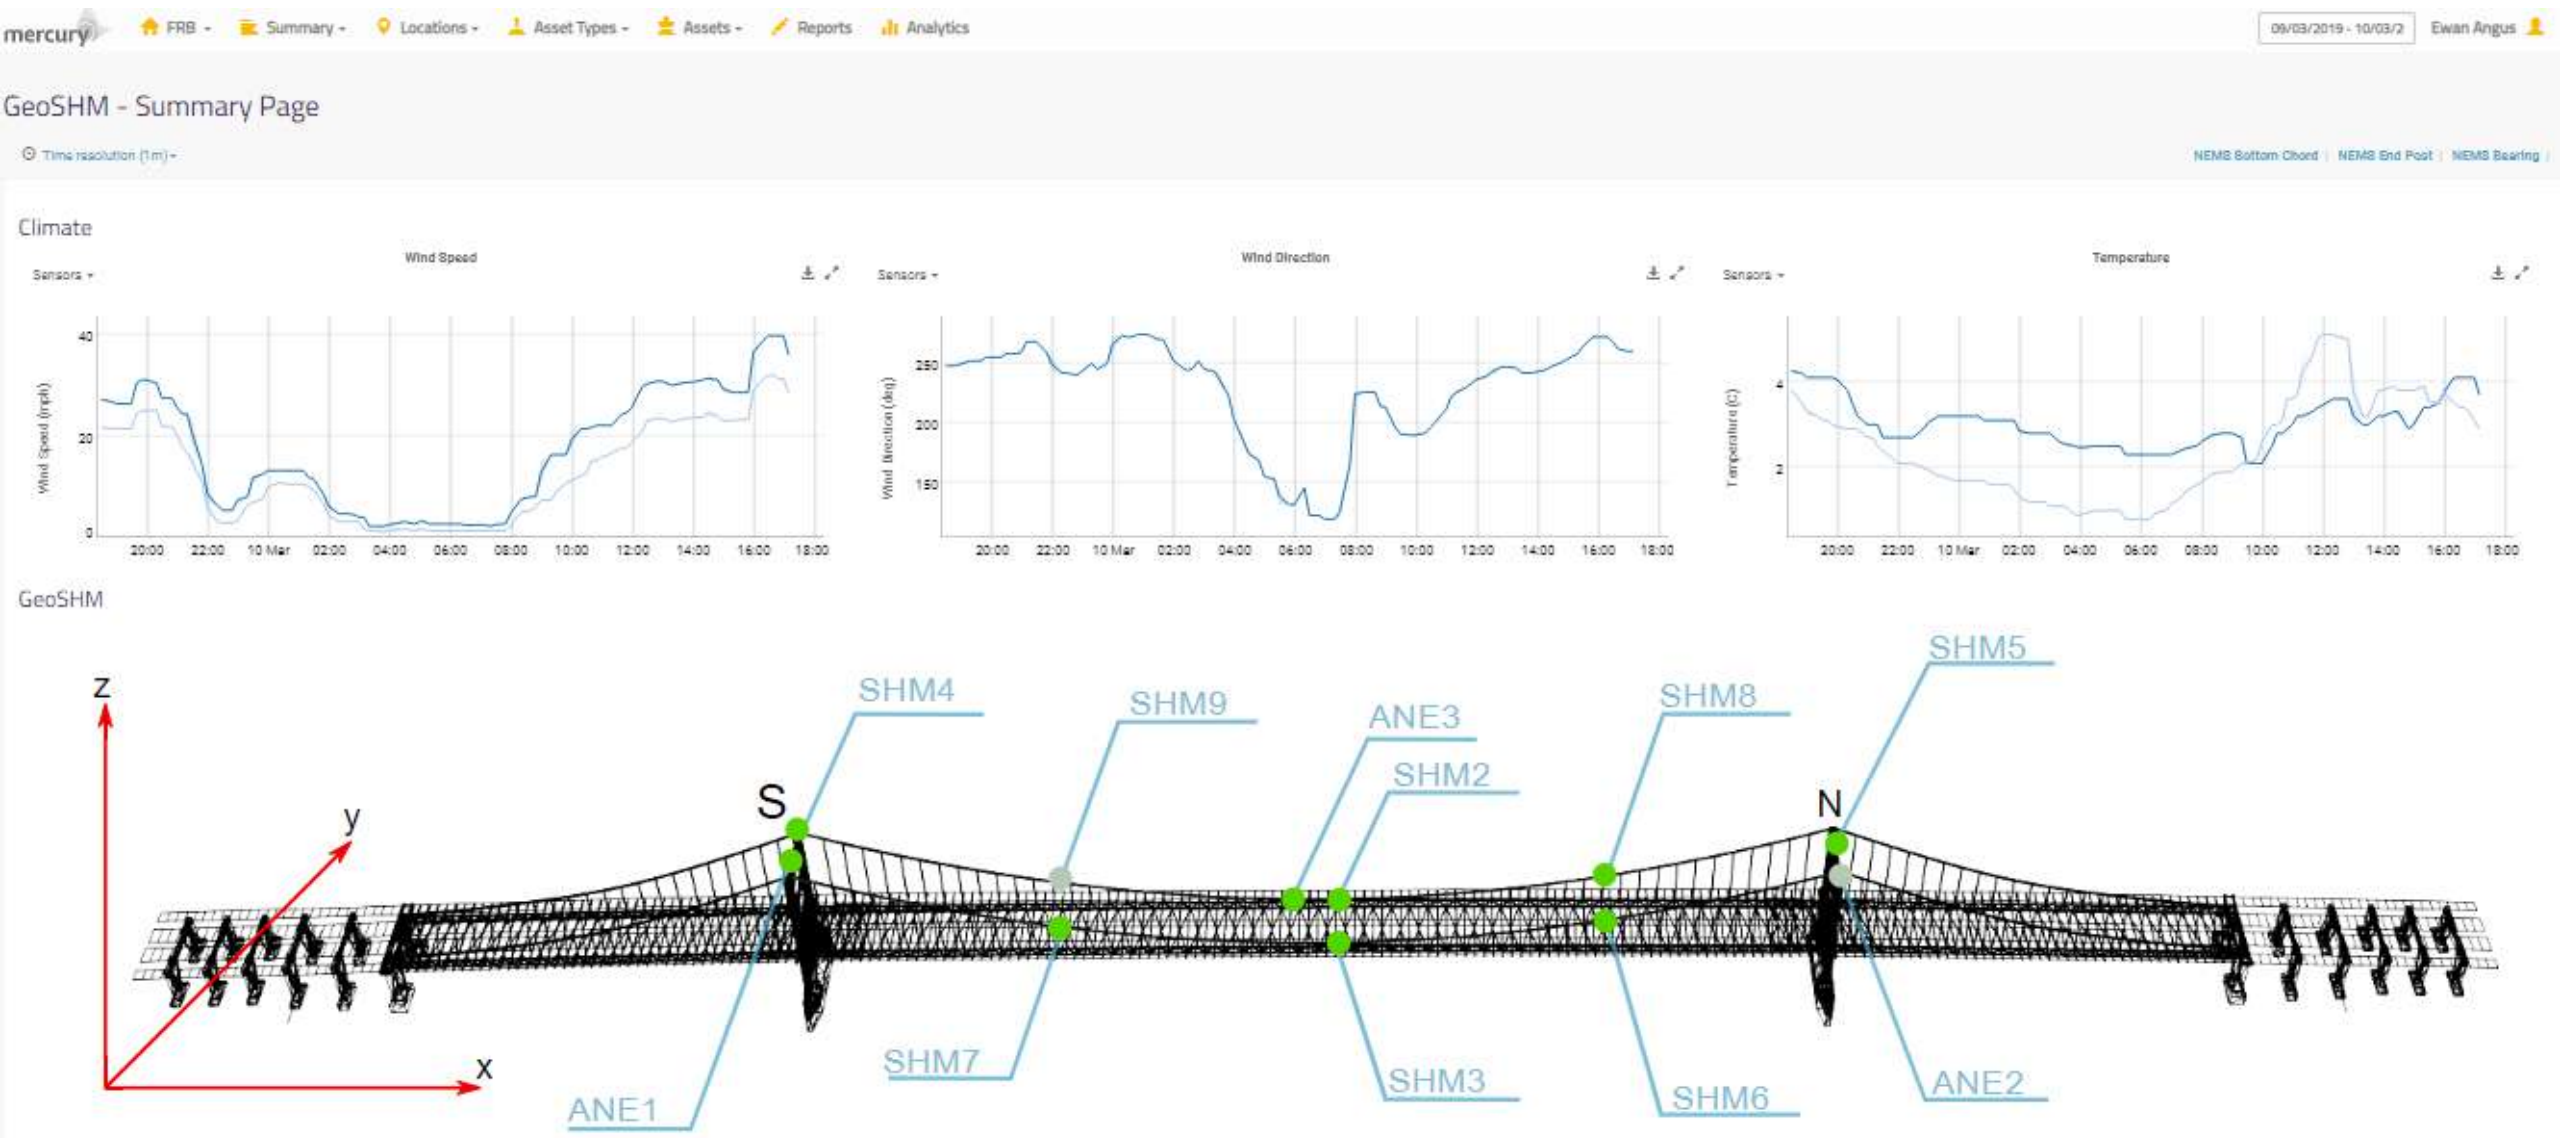 mercury FRB Summary Locations Asset Types Assets Reports Analytics 09/03/2019 - 10/03/2 Ewan Angus
GeoSHM - Summary Page
Time resolution (1m) NEMS Bottom Chord | NEMS End Post | NEMS Bearing |
Climate
Wind Speed Wind Direction Temperature
Sensors Sensors Sensors
40
20
0
Wind Speed (mph)
20:00 22:00 10 Mar 02:00 04:00 06:00 08:00 10:00 12:00 14:00 16:00 18:00
250
200
150
Wind Direction (deg)
20:00 22:00 10 Mar 02:00 04:00 06:00 08:00 10:00 12:00 14:00 16:00 18:00
4
2
Temperature (C)
20:00 22:00 10 Mar 02:00 04:00 06:00 08:00 10:00 12:00 14:00 16:00 18:00
GeoSHM
SHM5
z SHM4 SHM9 SHM8
ANE3
SHM2
y S N
x SHM7 SHM3 SHM6 ANE2
ANE1